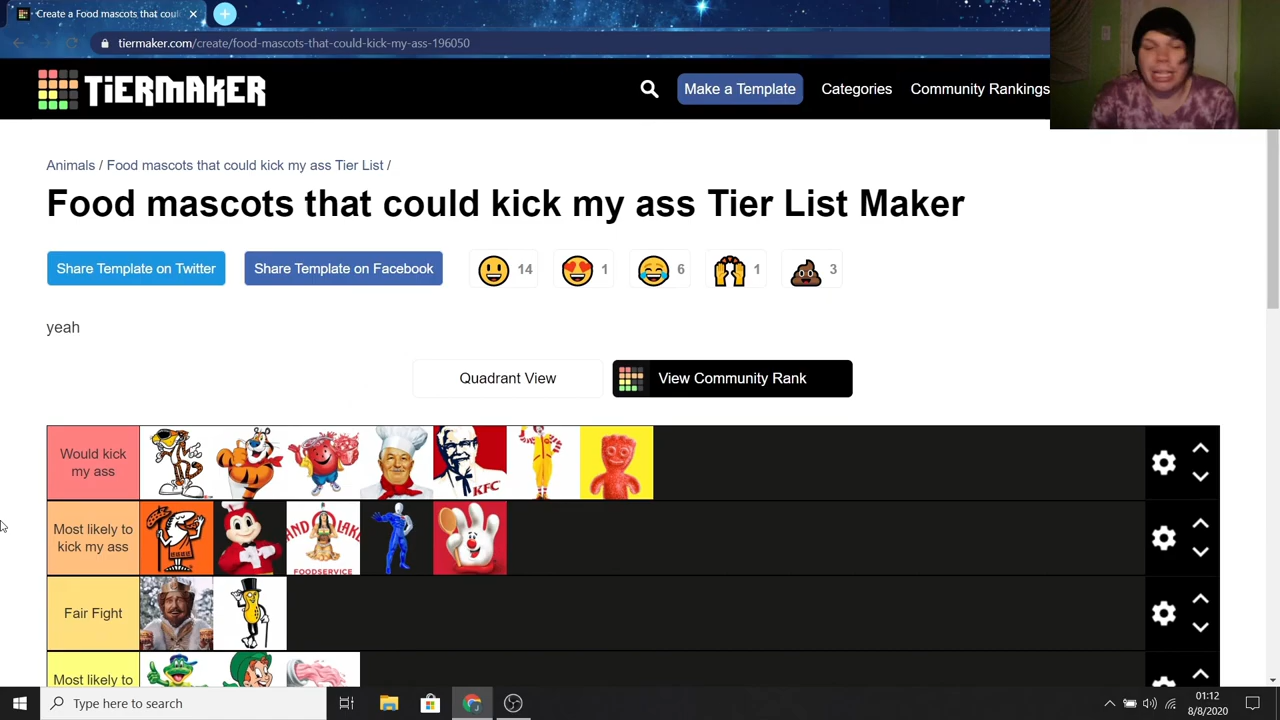 Create a Food mascots that coul
tiermaker.com/create/food-mascots-that-could-kick-my-ass-196050
TiERMAKER
Make a Template
Categories
Community Rankings
Animals / Food mascots that could kick my ass Tier List /
Food mascots that could kick my ass Tier List Maker
Share Template on Twitter
Share Template on Facebook
14
1
6
1
3
yeah
Quadrant View
View Community Rank
Would kick
my ass
KFC
Most likely to
kick my ass
AND O LAKE
FOODSERVICE
Fair Fight
Most likely to
Type here to search
01:12
8/8/2020